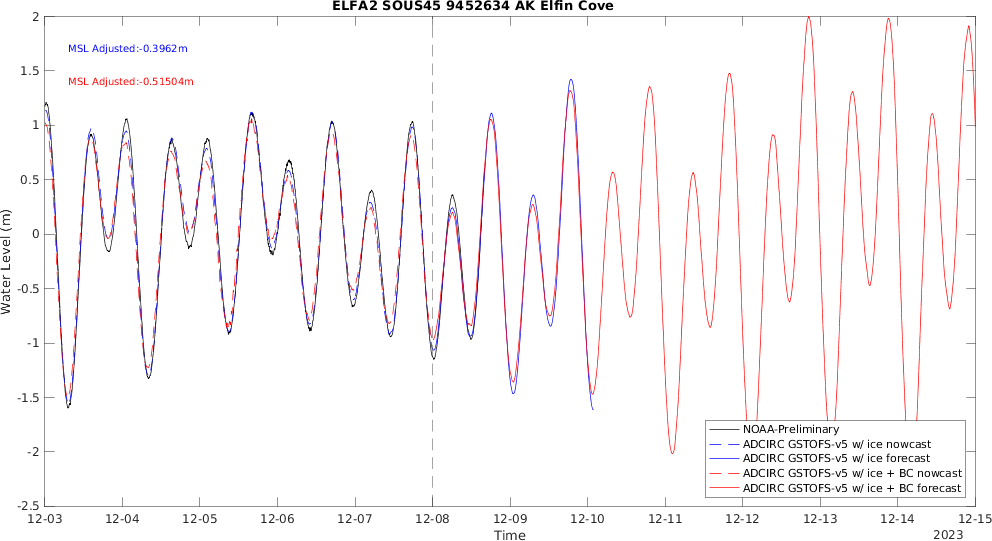 ELFA2 SOUS45 9452634 AK Elfin Cove
MSL Adjusted:-0.3962m
MSL Adjusted:-0.51504m
Water Level (m)
2
1.5
1
0.5
0
-0.5
-1
-1.5
-2
-2.5
NOAA-Preliminary
ADCIRC GSTOFS-v5 w/ ice nowcast
ADCIRC GSTOFS-v5 w/ ice forecast
ADCIRC GSTOFS-v5 w/ ice + BC nowcast
ADCIRC GSTOFS-v5 w/ ice + BC forecast
12-03 12-04 12-05 12-06 12-07 12-08 12-09 12-10 12-11 12-12 12-13 12-14 12-15
Time
2023